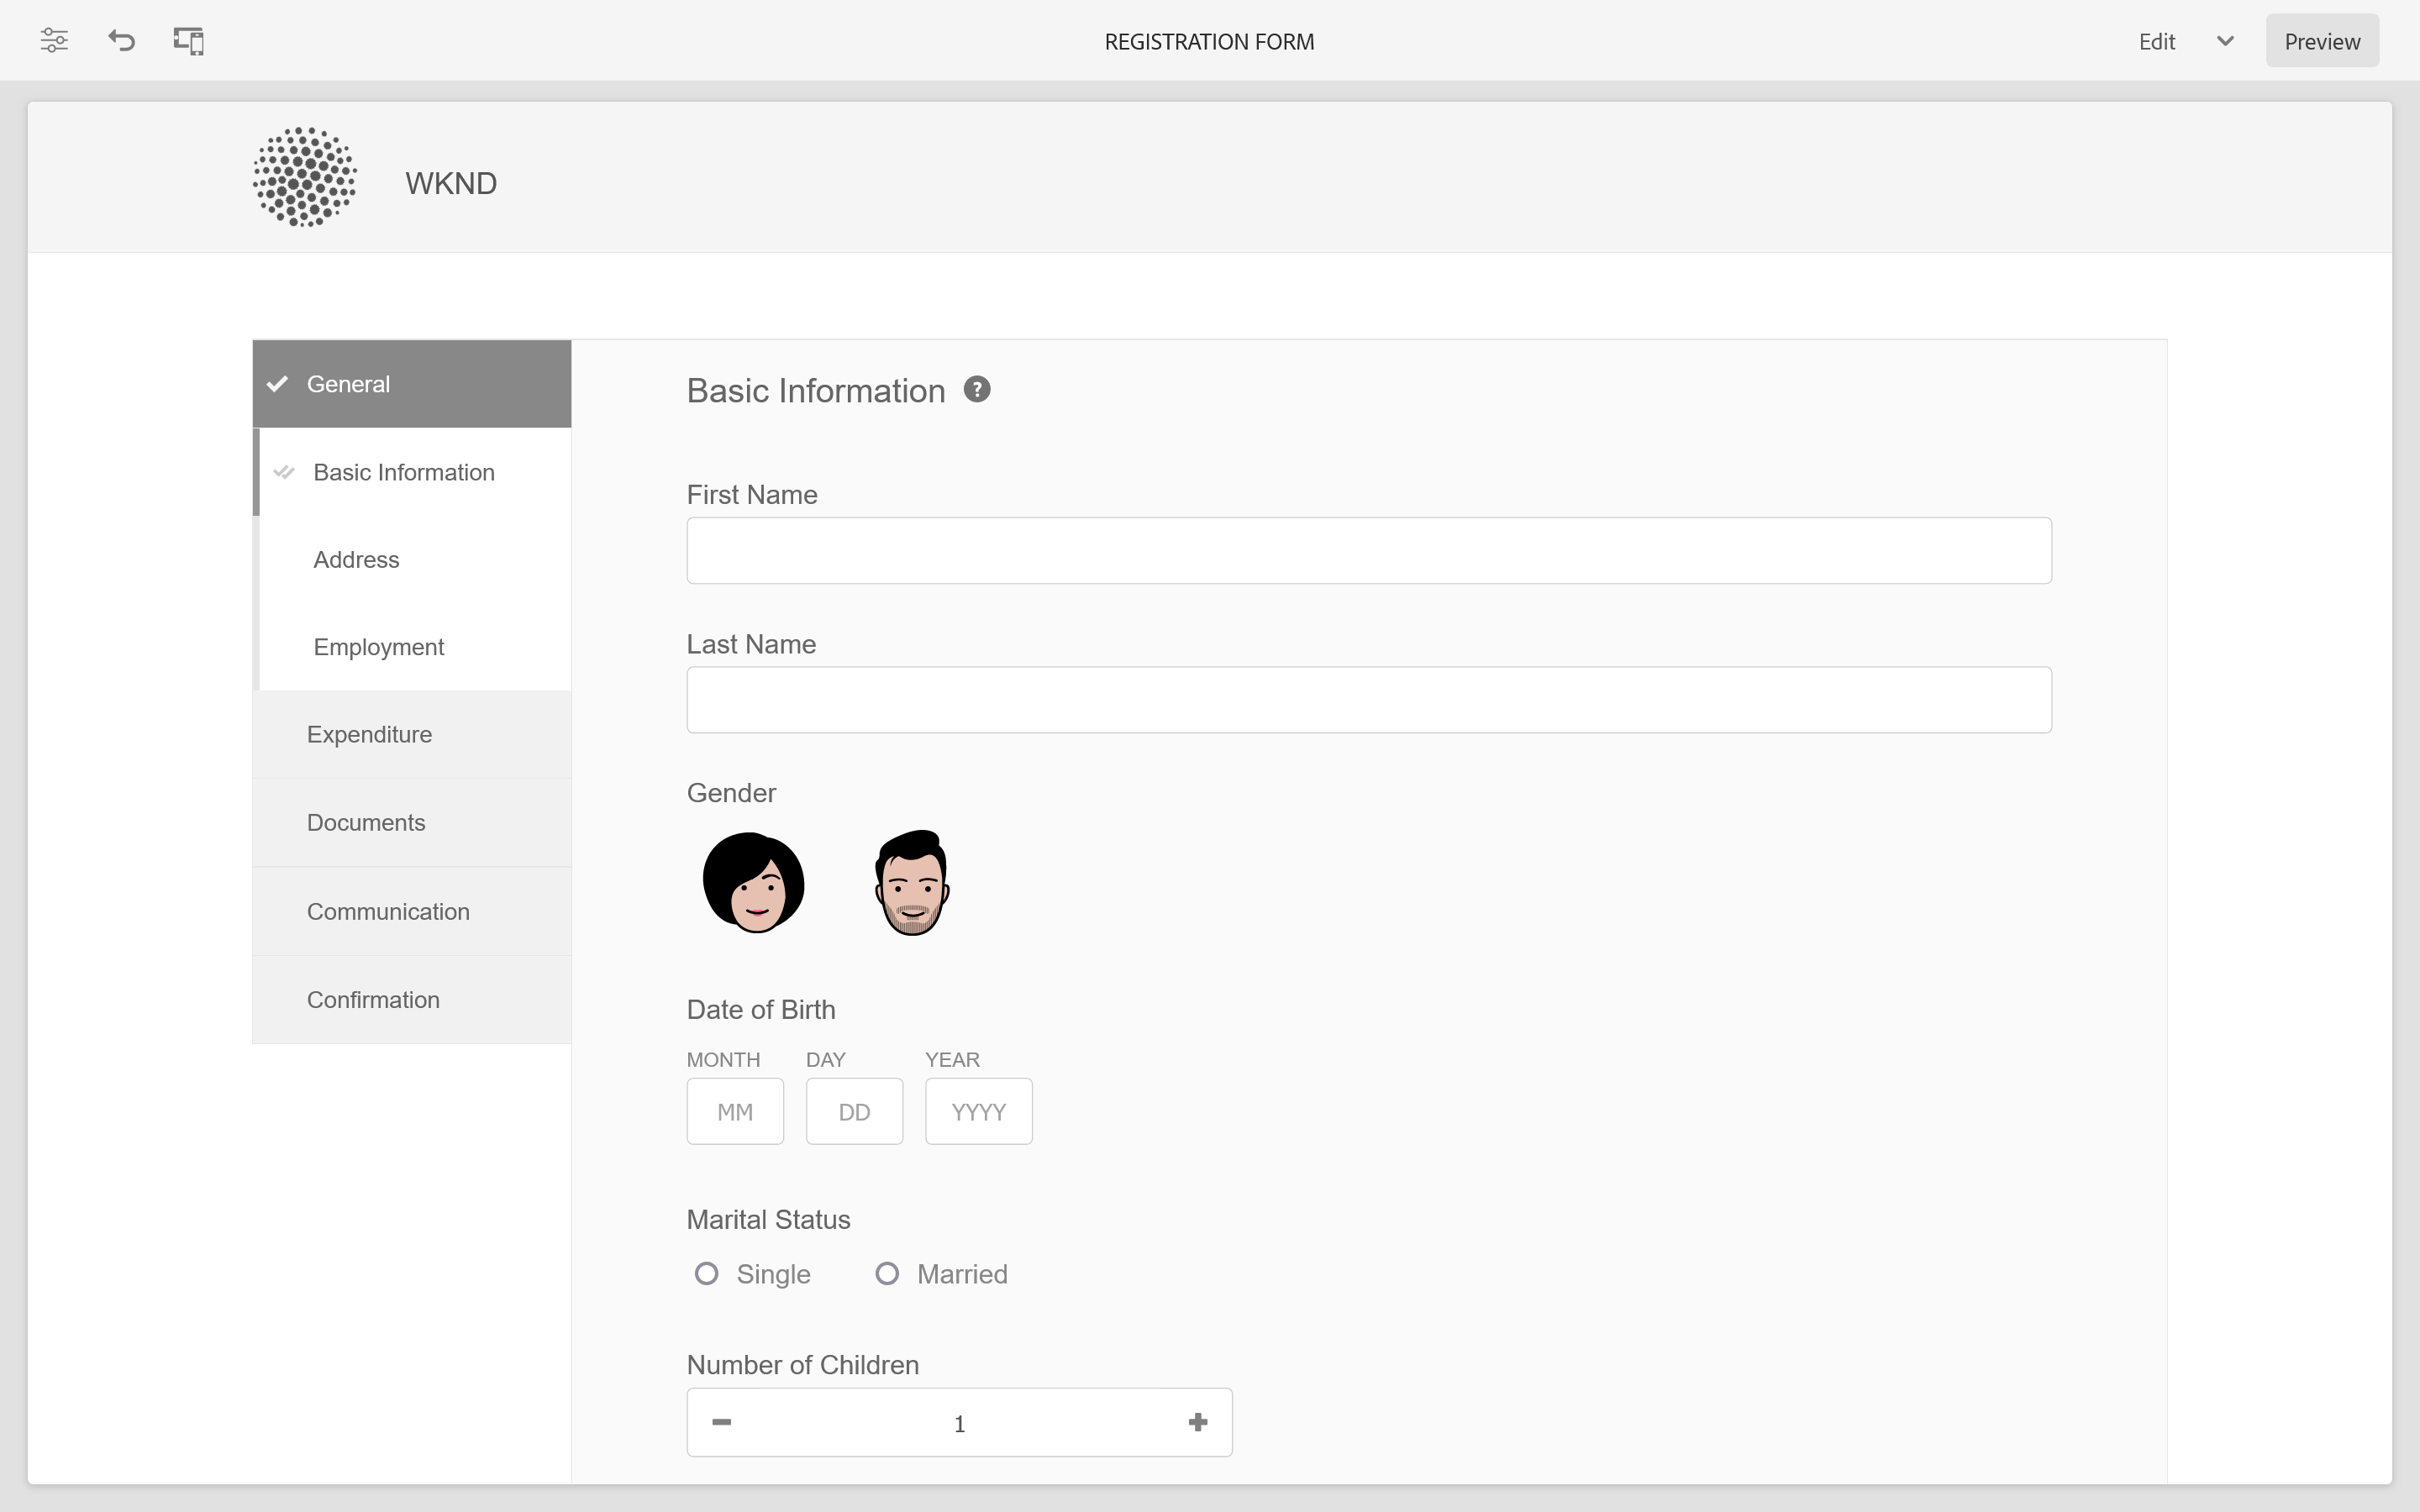 REGISTRATION FORM
Edit
Preview
WKND
General
Basic Information
Address
Employment
Expenditure
Documents
Communication
Confirmation
Basic Information ?
First Name
Last Name
Gender
Date of Birth
MONTH DAY YEAR
MM DD YYYY
Marital Status
Single Married
Number of Children
1